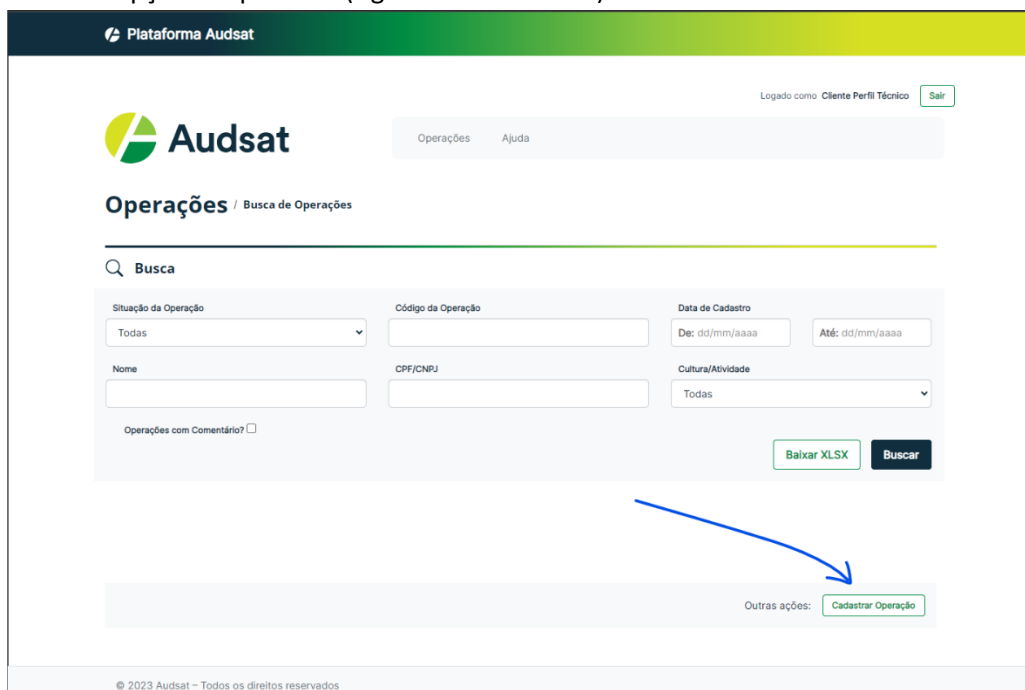 Plataforma Audsat
Logado como Cliente Perfil Técnico Sair
Audsat
Operações Ajuda
Operações / Busca de Operações
Busca
Situação da Operação Código da Operação Data de Cadastro
Todas De: dd/mm/aaaa Até: dd/mm/aaaa
Nome CPF/CNPJ Cultura/Atividade
Todas
Operações com Comentário?
Baixar XLSX Buscar
Outras ações: Cadastrar Operação
© 2023 Audsat – Todos os direitos reservados